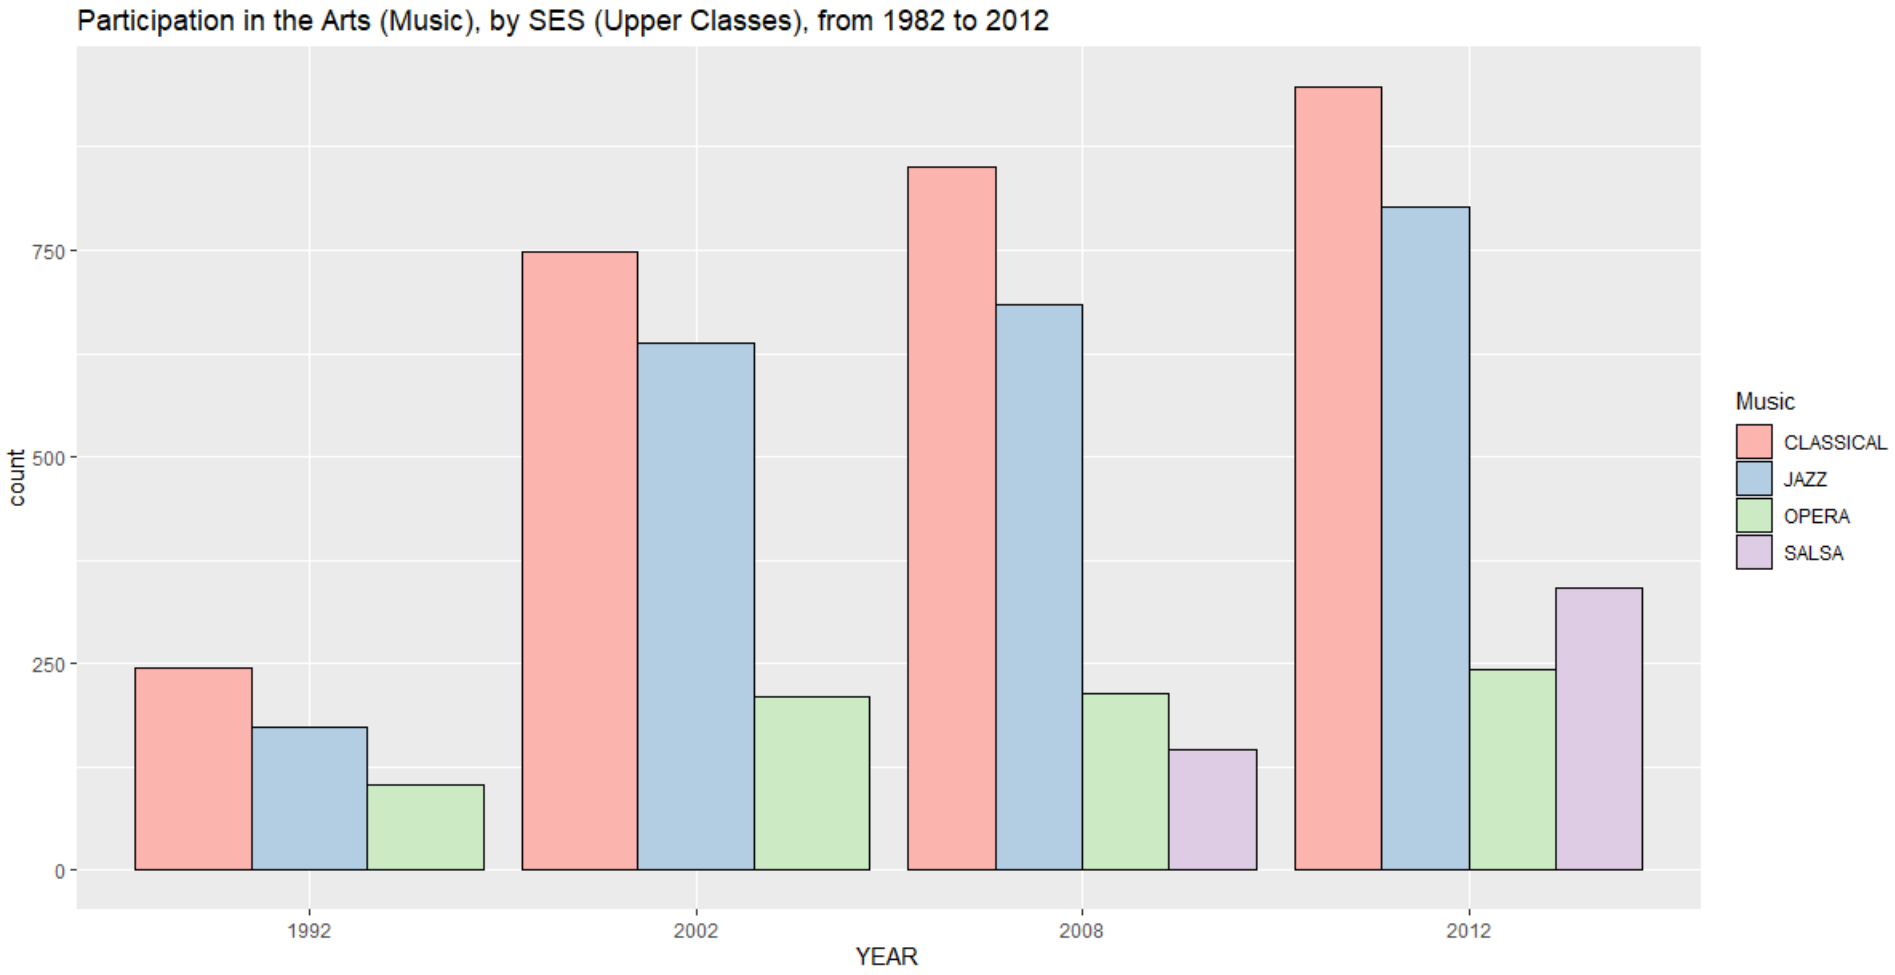 Participation in the Arts (Music), by SES (Upper Classes), from 1982 to 2012
count
750
500
250
0
1992
2002
2008
2012
YEAR
Music
CLASSICAL
JAZZ
OPERA
SALSA